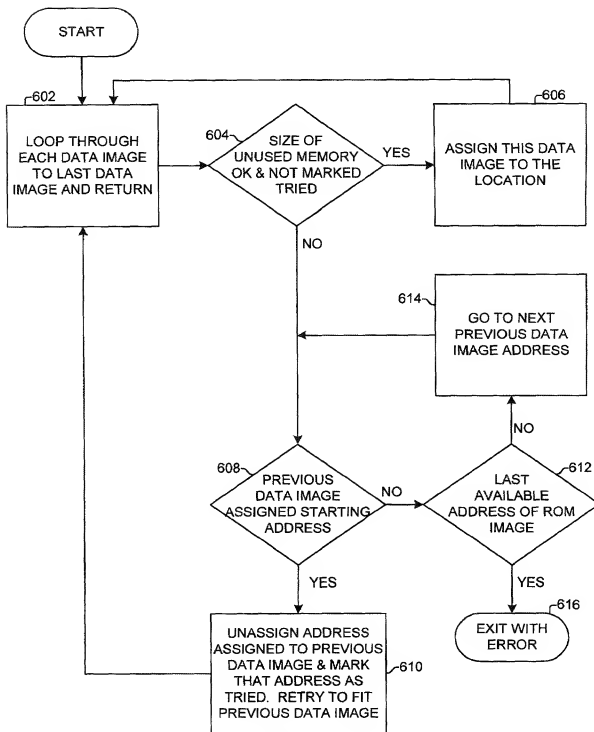 START
602
LOOP THROUGH
EACH DATA IMAGE
TO LAST DATA
IMAGE AND RETURN
604
SIZE OF
UNUSED MEMORY
OK & NOT MARKED
TRIED
YES
606
ASSIGN THIS DATA
IMAGE TO THE
LOCATION
NO
614
GO TO NEXT
PREVIOUS DATA
IMAGE ADDRESS
NO
608
PREVIOUS
DATA IMAGE
ASSIGNED STARTING
ADDRESS
NO
612
LAST
AVAILABLE
ADDRESS OF ROM
IMAGE
YES
YES
616
EXIT WITH
ERROR
UNASSIGN ADDRESS
ASSIGNED TO PREVIOUS
DATA IMAGE & MARK
THAT ADDRESS AS
TRIED. RETRY TO FIT
PREVIOUS DATA IMAGE
610